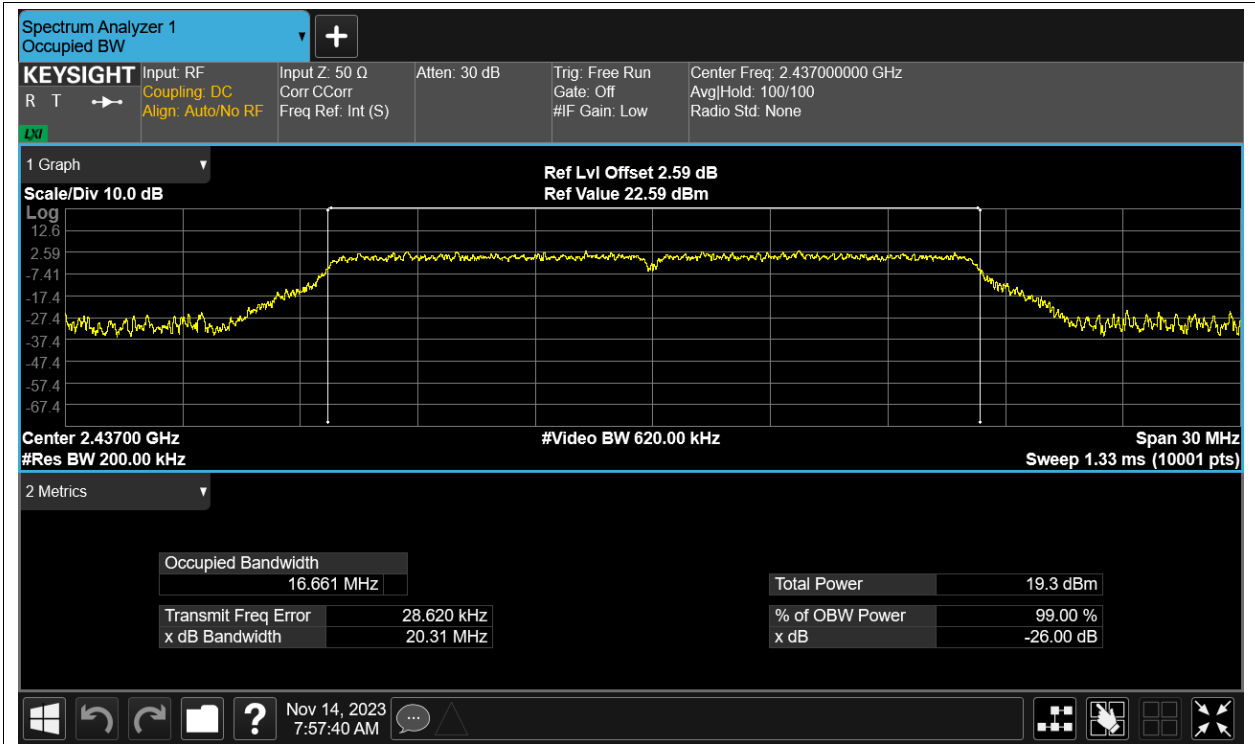 Spectrum Analyzer 1
Occupied BW
KEYSIGHT
R T
LXI
Input: RF
Coupling: DC
Align: Auto/No RF
Input Z: 50 Ω
Corr CCorr
Freq Ref: Int (S)
Atten: 30 dB
Trig: Free Run
Gate: Off
#IF Gain: Low
Center Freq: 2.437000000 GHz
Avg|Hold: 100/100
Radio Std: None
1 Graph
Scale/Div 10.0 dB
Ref Lvl Offset 2.59 dB
Ref Value 22.59 dBm
Log
12.6
2.59
-7.41
-17.4
-27.4
-37.4
-47.4
-57.4
-67.4
Center 2.43700 GHz
#Video BW 620.00 kHz
Span 30 MHz
#Res BW 200.00 kHz
Sweep 1.33 ms (10001 pts)
2 Metrics
Occupied Bandwidth
16.661 MHz
Transmit Freq Error 28.620 kHz
x dB Bandwidth 20.31 MHz
Total Power 19.3 dBm
% of OBW Power 99.00 %
x dB -26.00 dB
?
Nov 14, 2023
7:57:40 AM